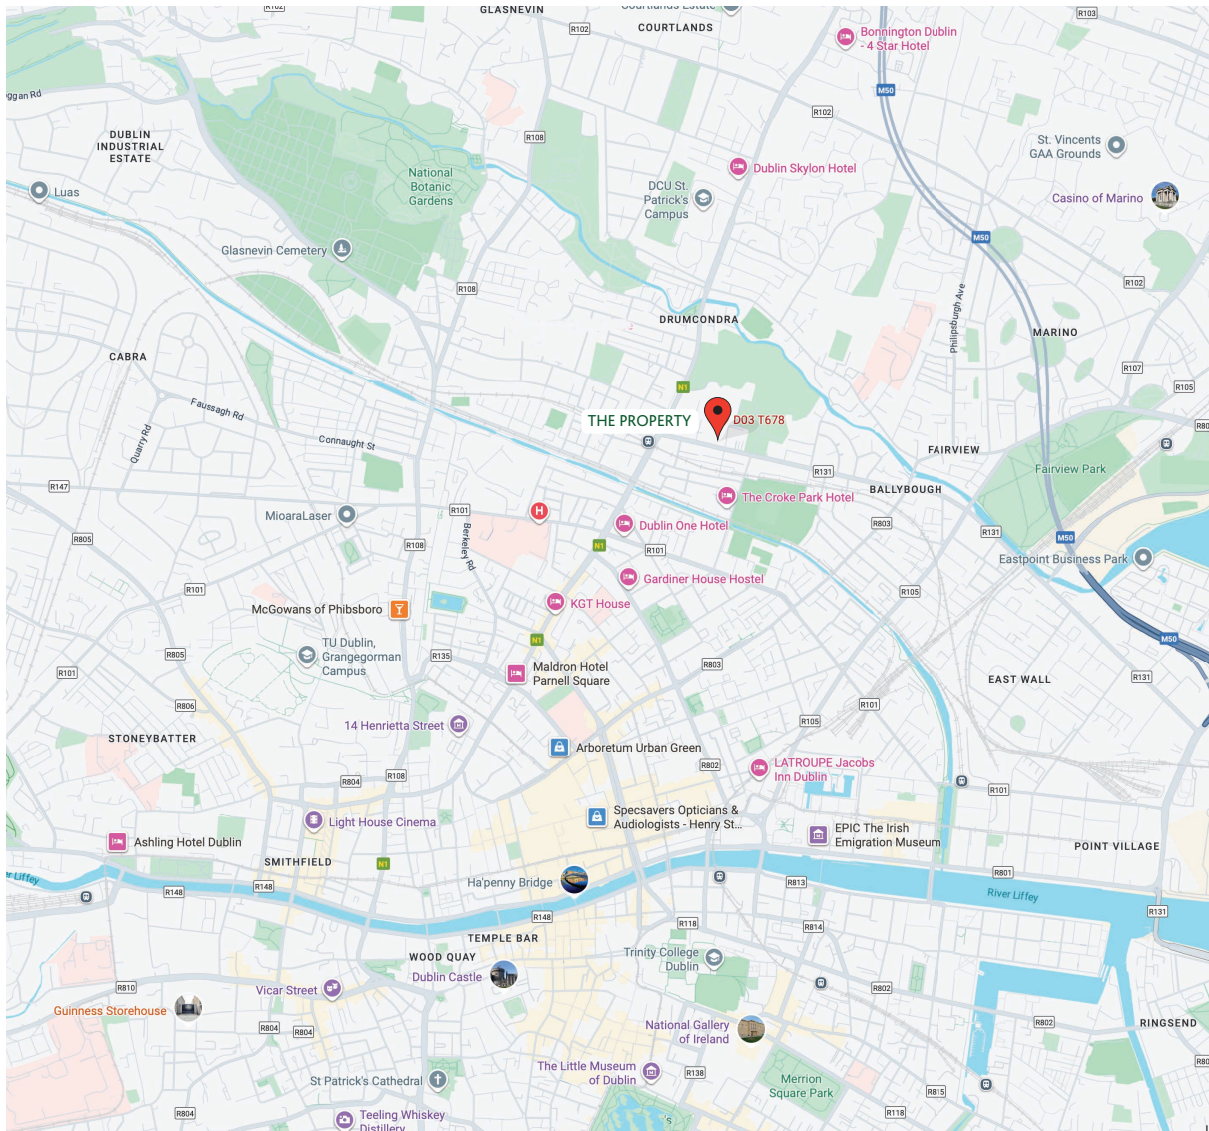 GLASNEVIN
R102
R102
COURTLANDS
Courtlands Estate
R103
Bonnington Dublin
- 4 Star Hotel
M50
R102
R108
DUBLIN
INDUSTRIAL
ESTATE
St. Vincents
GAA Grounds
Dublin Skylon Hotel
National
Botanic
Gardens
DCU St.
Patrick's
Campus
Luas
Casino of Marino
Glasnevin Cemetery
M50
R108
R102
Philipsburgh Ave
DRUMCONDRA
MARINO
CABRA
R107
R105
N1
Faussagh Rd
THE PROPERTY
D03 T678
Quarry Rd
Connaught St
FAIRVIEW
R131
Fairview Park
R147
BALLYBOUGH
The Croke Park Hotel
MioaraLaser
R101
H
Dublin One Hotel
R803
R131
R805
R108
Berkeley Rd
N1
R101
M50
Eastpoint Business Park
Gardiner House Hostel
R101
R105
KGT House
McGowans of Phibsboro
M50
N1
TU Dublin,
Grangegorman
Campus
R805
R135
R803
Maldron Hotel
Parnell Square
R101
EAST WALL
R131
R806
R101
14 Henrietta Street
R105
STONEYBATTER
Arboretum Urban Green
R802
LATROUPE Jacobs
Inn Dublin
R804
R108
R101
Specsavers Opticians &
Audiologists - Henry St...
Light House Cinema
EPIC The Irish
Emigration Museum
Ashling Hotel Dublin
POINT VILLAGE
SMITHFIELD
N1
R801
Ha'penny Bridge
R813
River Liffey
R148
R148
R148
R131
R118
R814
TEMPLE BAR
WOOD QUAY
Trinity College
Dublin
Dublin Castle
R810
Vicar Street
R802
Guinness Storehouse
R804
R804
National Gallery
of Ireland
R802
RINGSEND
The Little Museum
of Dublin
R138
St Patrick's Cathedral
Merrion
Square Park
R815
R804
R118
Teeling Whiskey
Distillery